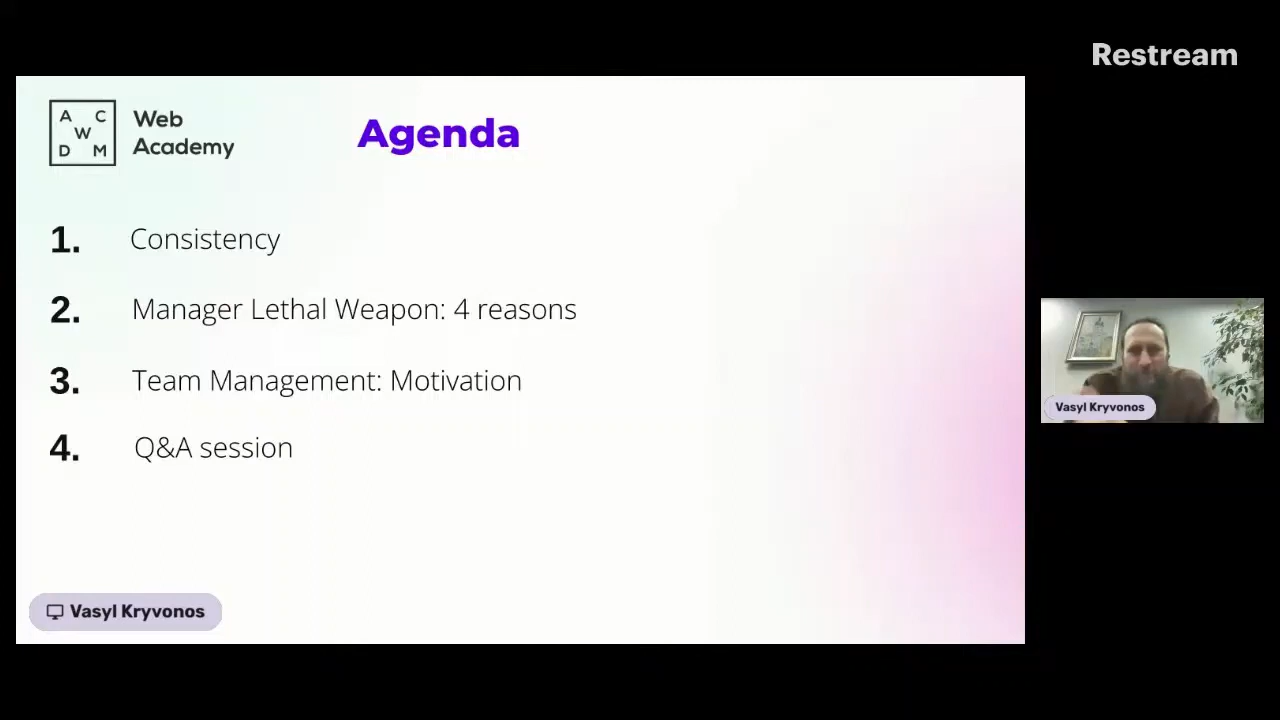 Restream
A C
W
D M
Web
Academy
Agenda
1. Consistency
2. Manager Lethal Weapon: 4 reasons
3. Team Management: Motivation
4. Q&A session
Vasyl Kryvonos
Vasyl Kryvonos